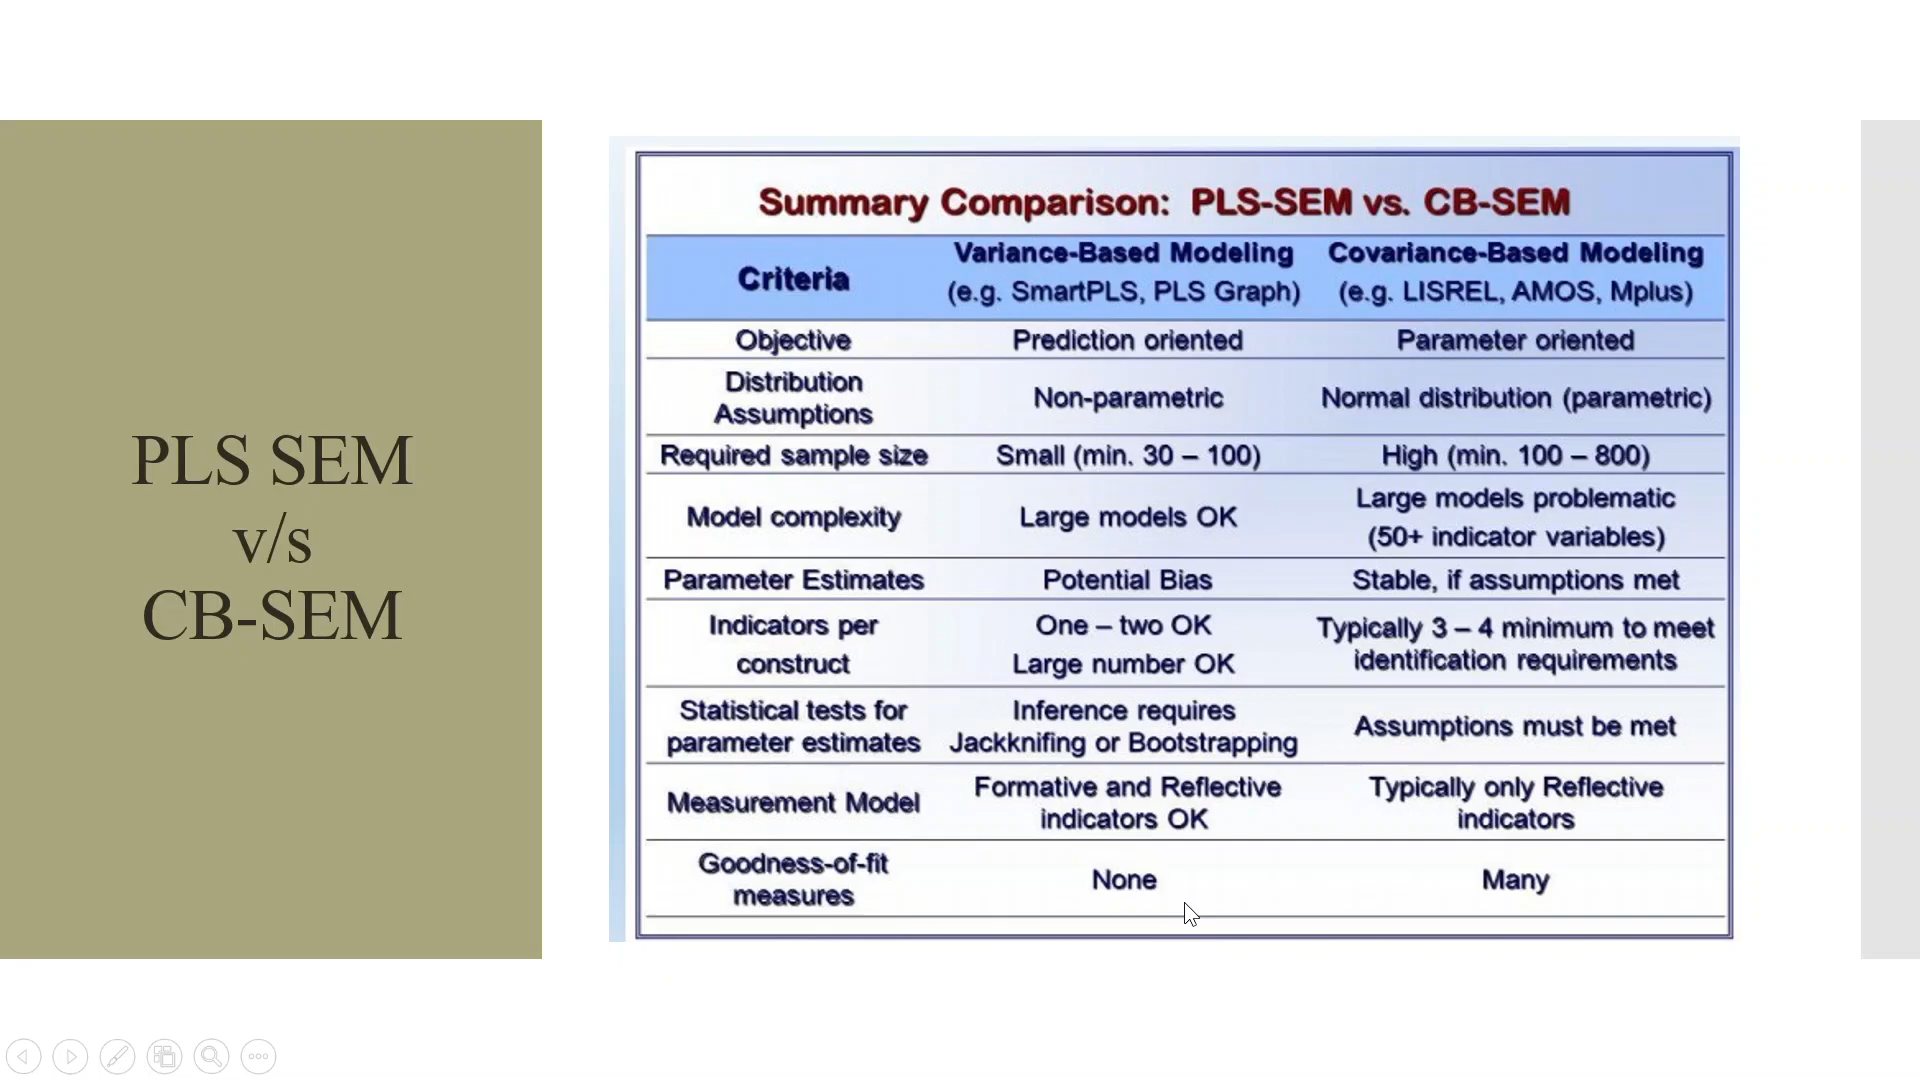 PLS SEM
v/s
CB-SEM
Summary Comparison: PLS-SEM vs. CB-SEM
Criteria
Variance-Based Modeling
(e.g. SmartPLS, PLS Graph)
Covariance-Based Modeling
(e.g. LISREL, AMOS, Mplus)
Objective
Prediction oriented
Parameter oriented
Distribution
Assumptions
Non-parametric
Normal distribution (parametric)
Required sample size
Small (min. 30 – 100)
High (min. 100 – 800)
Model complexity
Large models OK
Large models problematic
(50+ indicator variables)
Parameter Estimates
Potential Bias
Stable, if assumptions met
Indicators per
construct
One – two OK
Large number OK
Typically 3 – 4 minimum to meet
identification requirements
Statistical tests for
parameter estimates
Inference requires
Jackknifing or Bootstrapping
Assumptions must be met
Measurement Model
Formative and Reflective
indicators OK
Typically only Reflective
indicators
Goodness-of-fit
measures
None
Many